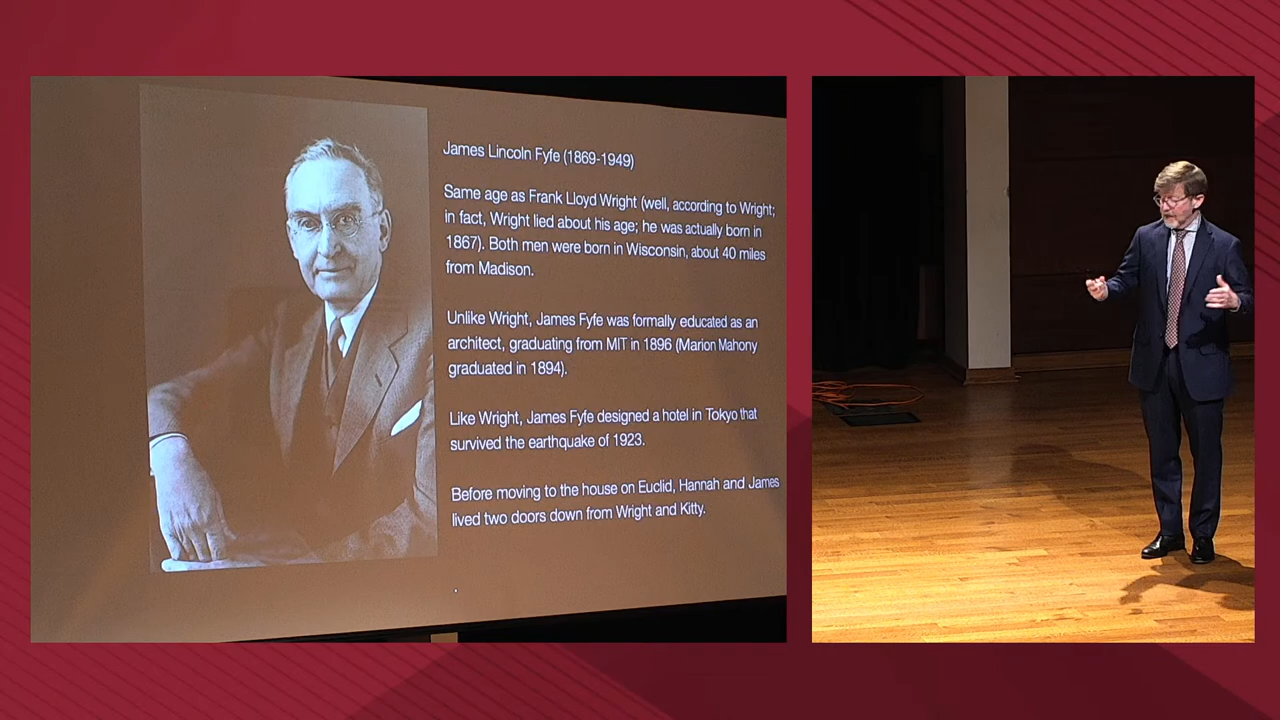 James Lincoln Fyfe (1869-1949)
Same age as Frank Lloyd Wright (well, according to Wright;
in fact, Wright lied about his age; he was actually born in
1867). Both men were born in Wisconsin, about 40 miles
from Madison.
Unlike Wright, James Fyfe was formally educated as an
architect, graduating from MIT in 1896 (Marion Mahony
graduated in 1894).
Like Wright, James Fyfe designed a hotel in Tokyo that
survived the earthquake of 1923.
Before moving to the house on Euclid, Hannah and James
lived two doors down from Wright and Kitty.